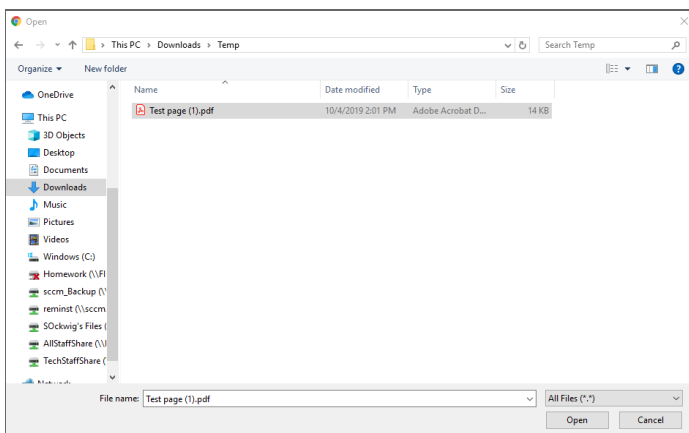 Open
This PC > Downloads > Temp
Search Temp
Organize
New folder
Name
Date modified
Type
Size
Test page (1).pdf
10/4/2019 2:01 PM
Adobe Acrobat D...
14 KB
OneDrive
This PC
3D Objects
Desktop
Documents
Downloads
Music
Pictures
Videos
Windows (C:)
Homework (\\Fl
sccm_Backup (\
reminst (\\sccm
SOckwig's Files (
AllStaffShare (\\
TechStaffShare (
File name:
Test page (1).pdf
All Files (*.*)
Open
Cancel